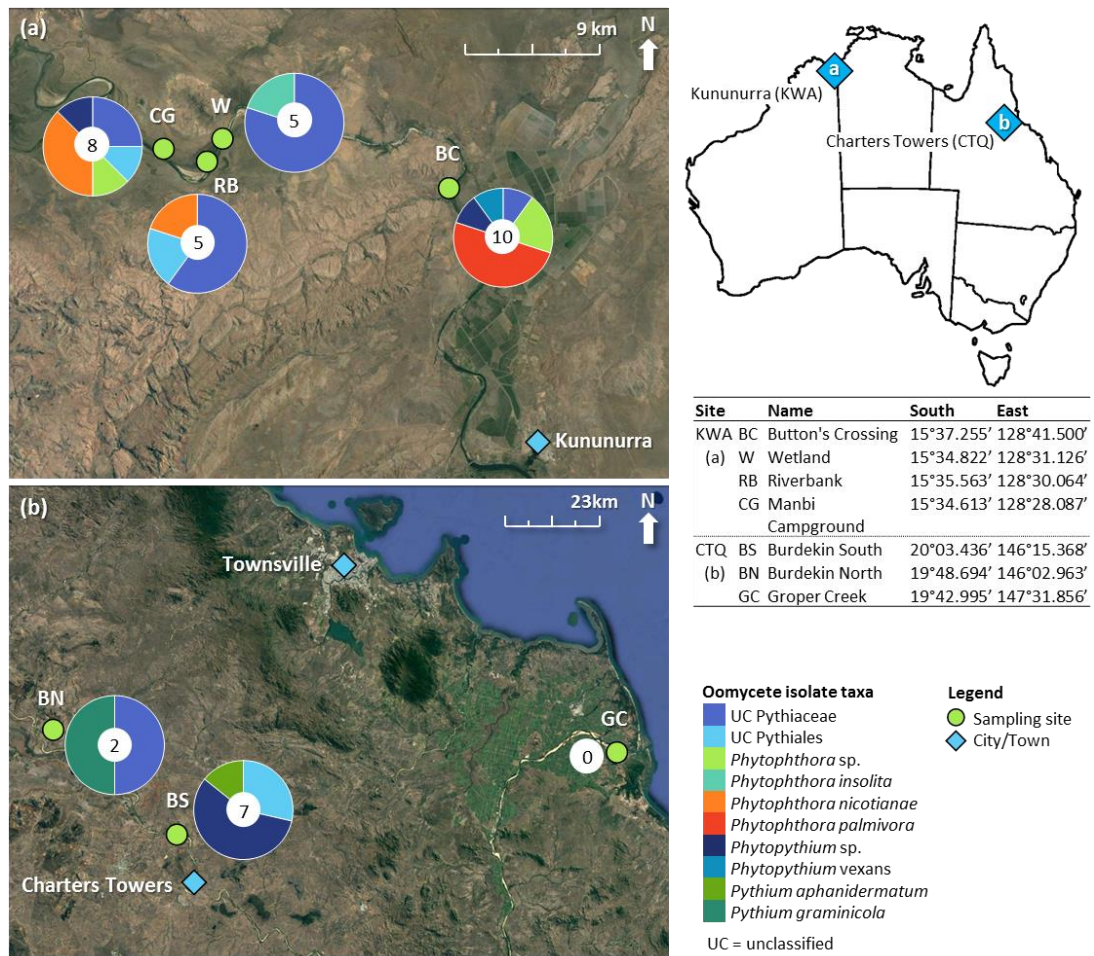 (a)
9 km
N
CG
W
5
8
RB
BC
5
10
Kununurra
(b)
23km
N
Townsville
BN
2
GC
0
BS
7
Charters Towers
a
Kununurra (KWA)
b
Charters Towers (CTQ)
Site Name South East
KWA BC Button's Crossing 15°37.255’ 128°41.500’
(a) W Wetland 15°34.822’ 128°31.126’
RB Riverbank 15°35.563’ 128°30.064’
CG Manbi 15°34.613’ 128°28.087’
Campground
CTQ BS Burdekin South 20°03.436’ 146°15.368’
(b) BN Burdekin North 19°48.694’ 146°02.963’
GC Groper Creek 19°42.995’ 147°31.856’
Oomycete isolate taxa
UC Pythiaceae
UC Pythiales
Phytophthora sp.
Phytophthora insolita
Phytophthora nicotianae
Phytophthora palmivora
Phytopythium sp.
Phytopythium vexans
Pythium aphanidermatum
Pythium graminicola
UC = unclassified
Legend
Sampling site
City/Town